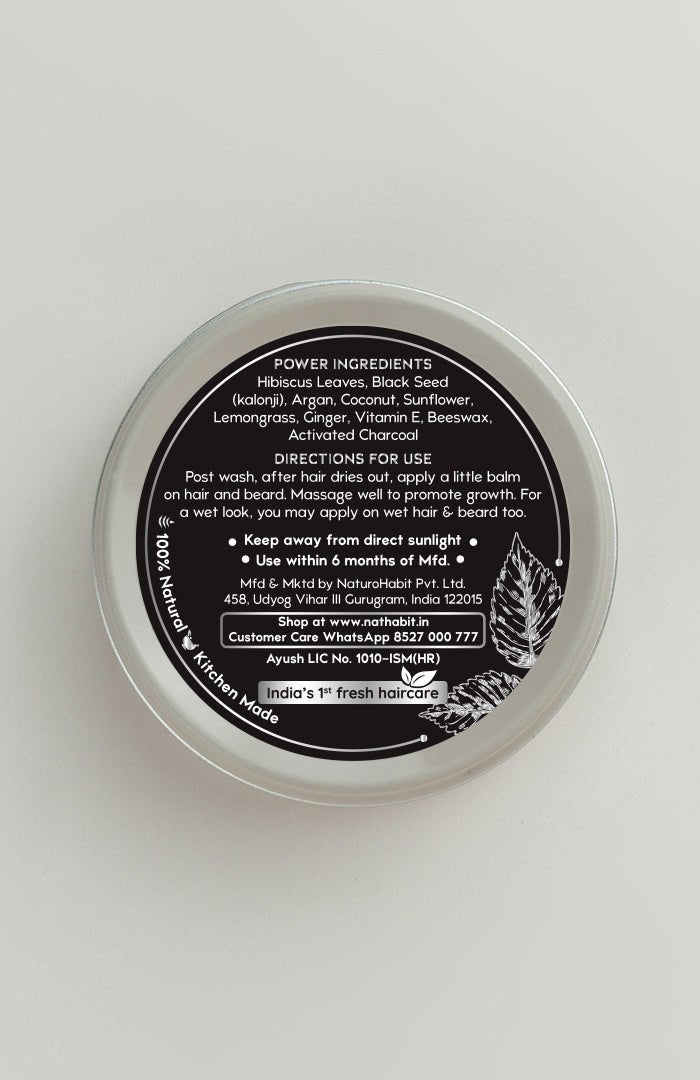 POWER INGREDIENTS
Hibiscus Leaves, Black Seed
(kalonji), Argan, Coconut, Sunflower,
Lemongrass, Ginger, Vitamin E, Beeswax,
Activated Charcoal
DIRECTIONS FOR USE
Post wash, after hair dries out, apply a little balm
on hair and beard. Massage well to promote growth. For
a wet look, you may apply on wet hair & beard too.
• Keep away from direct sunlight •
• Use within 6 months of Mfd. •
Mfd & Mktd by NaturoHabit Pvt. Ltd.
458, Udyog Vihar III Gurugram, India 122015
Shop at www.nathabit.in
Customer Care WhatsApp 8527 000 777
Ayush LIC No. 1010-ISM(HR)
India's 1st fresh haircare
100% Natural Kitchen Made